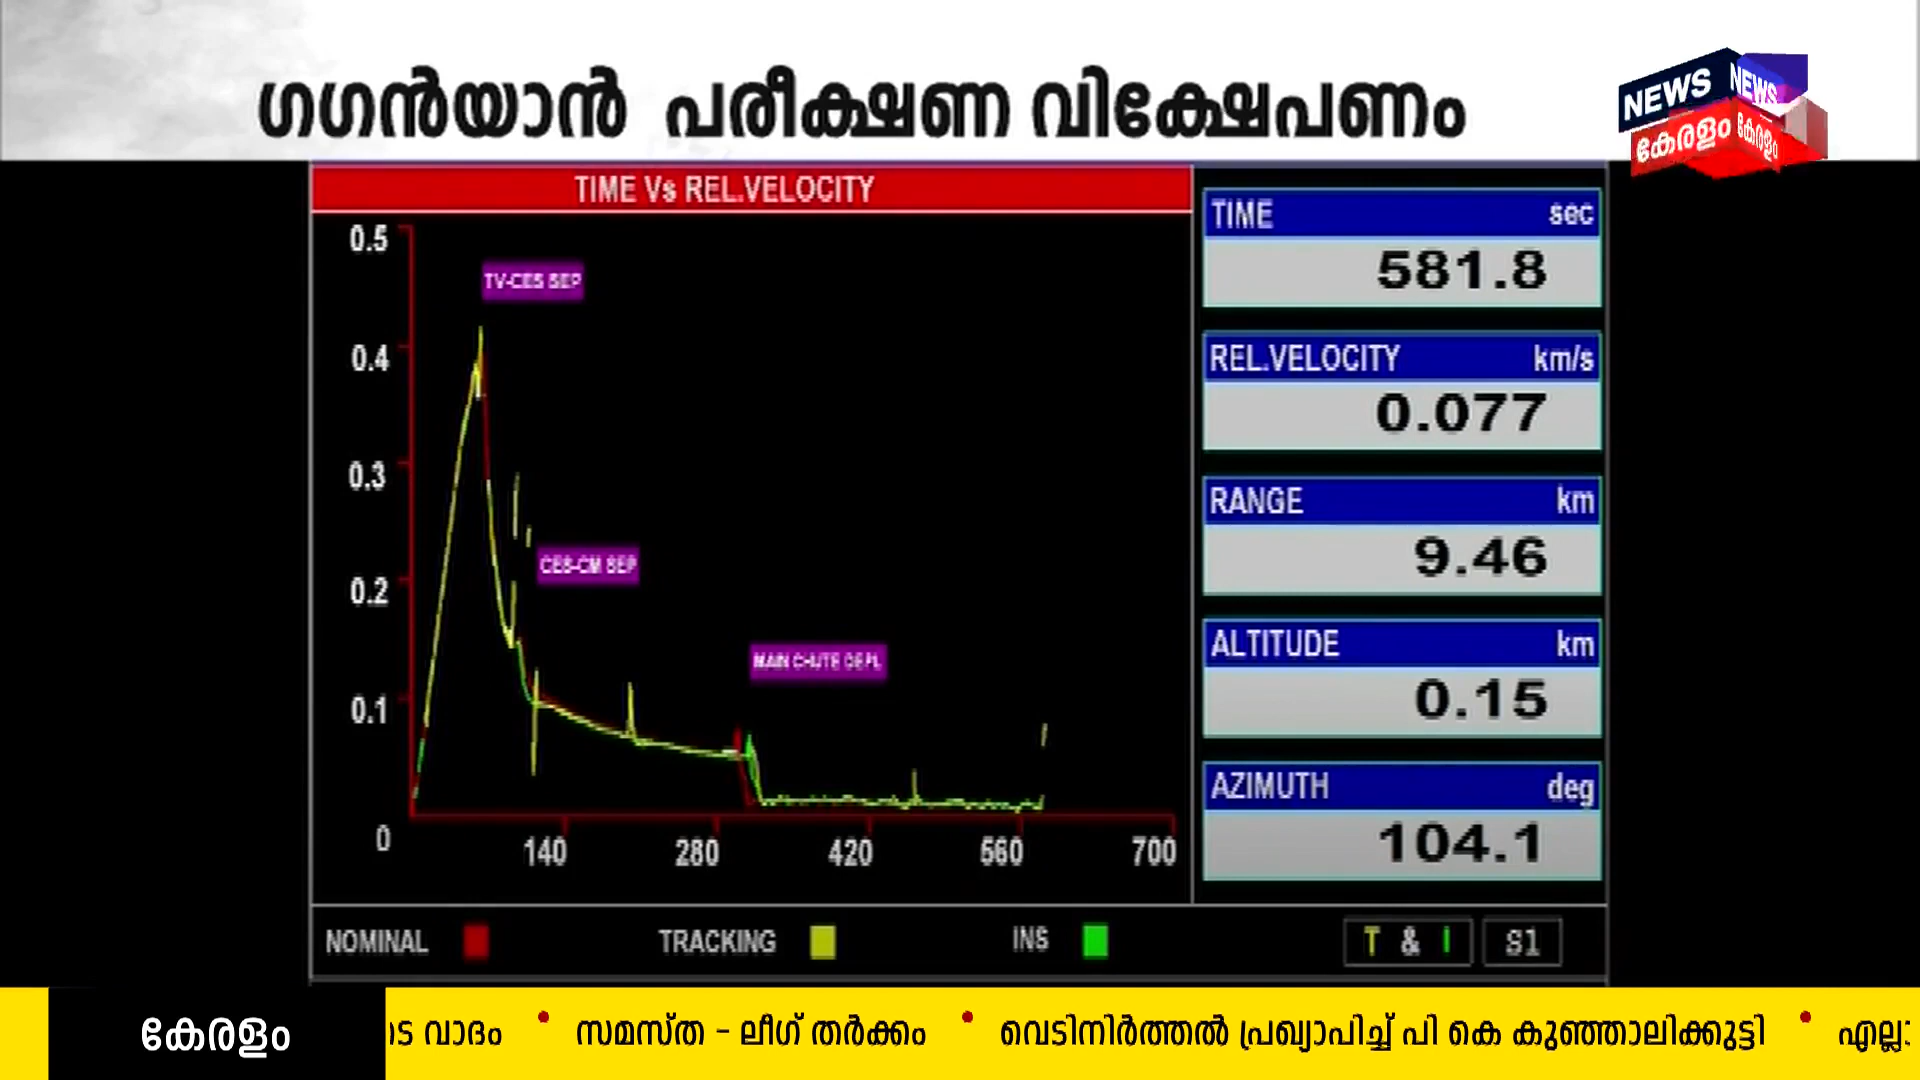 ഗഗൻയാൻ പരീക്ഷണ വിക്ഷേപണം
NEWS NEWS
കേരളം കേരളം
TIME Vs REL.VELOCITY
0.5
0.4
0.3
0.2
0.1
0
140 280 420 560 700
TV-CES SEP
CES-CM SEP
MAIN CHUTE DEPL
TIME sec
581.8
REL.VELOCITY km/s
0.077
RANGE km
9.46
ALTITUDE km
0.15
AZIMUTH deg
104.1
NOMINAL TRACKING INS T & I S1
കേരളം ടെ വാദം • സമസ്ത - ലീഗ് തർക്കം • വെടിനിർത്തൽ പ്രഖ്യാപിച്ച് പി കെ കുഞ്ഞാലിക്കുട്ടി •